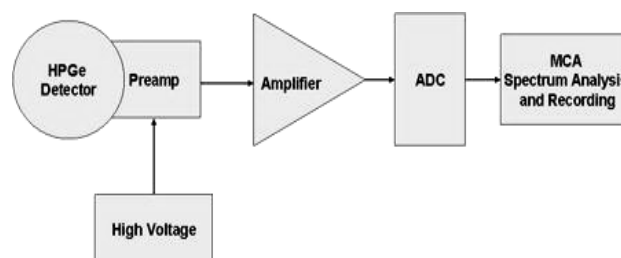 HPGe
Detector
Preamp
Amplifier
ADC
MCA
Spectrum Analysis
and Recording
High Voltage